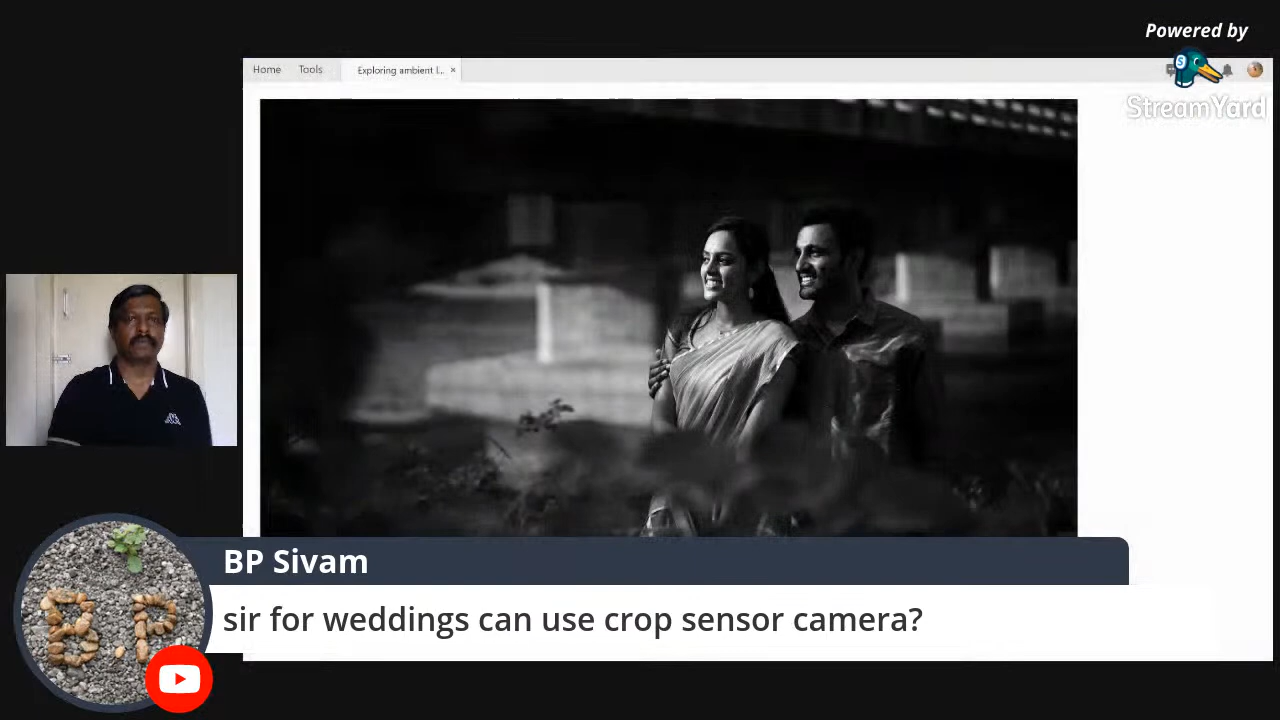 Powered by
StreamYard
Home Tools Exploring ambient l... ×
BP Sivam
sir for weddings can use crop sensor camera?
B.P